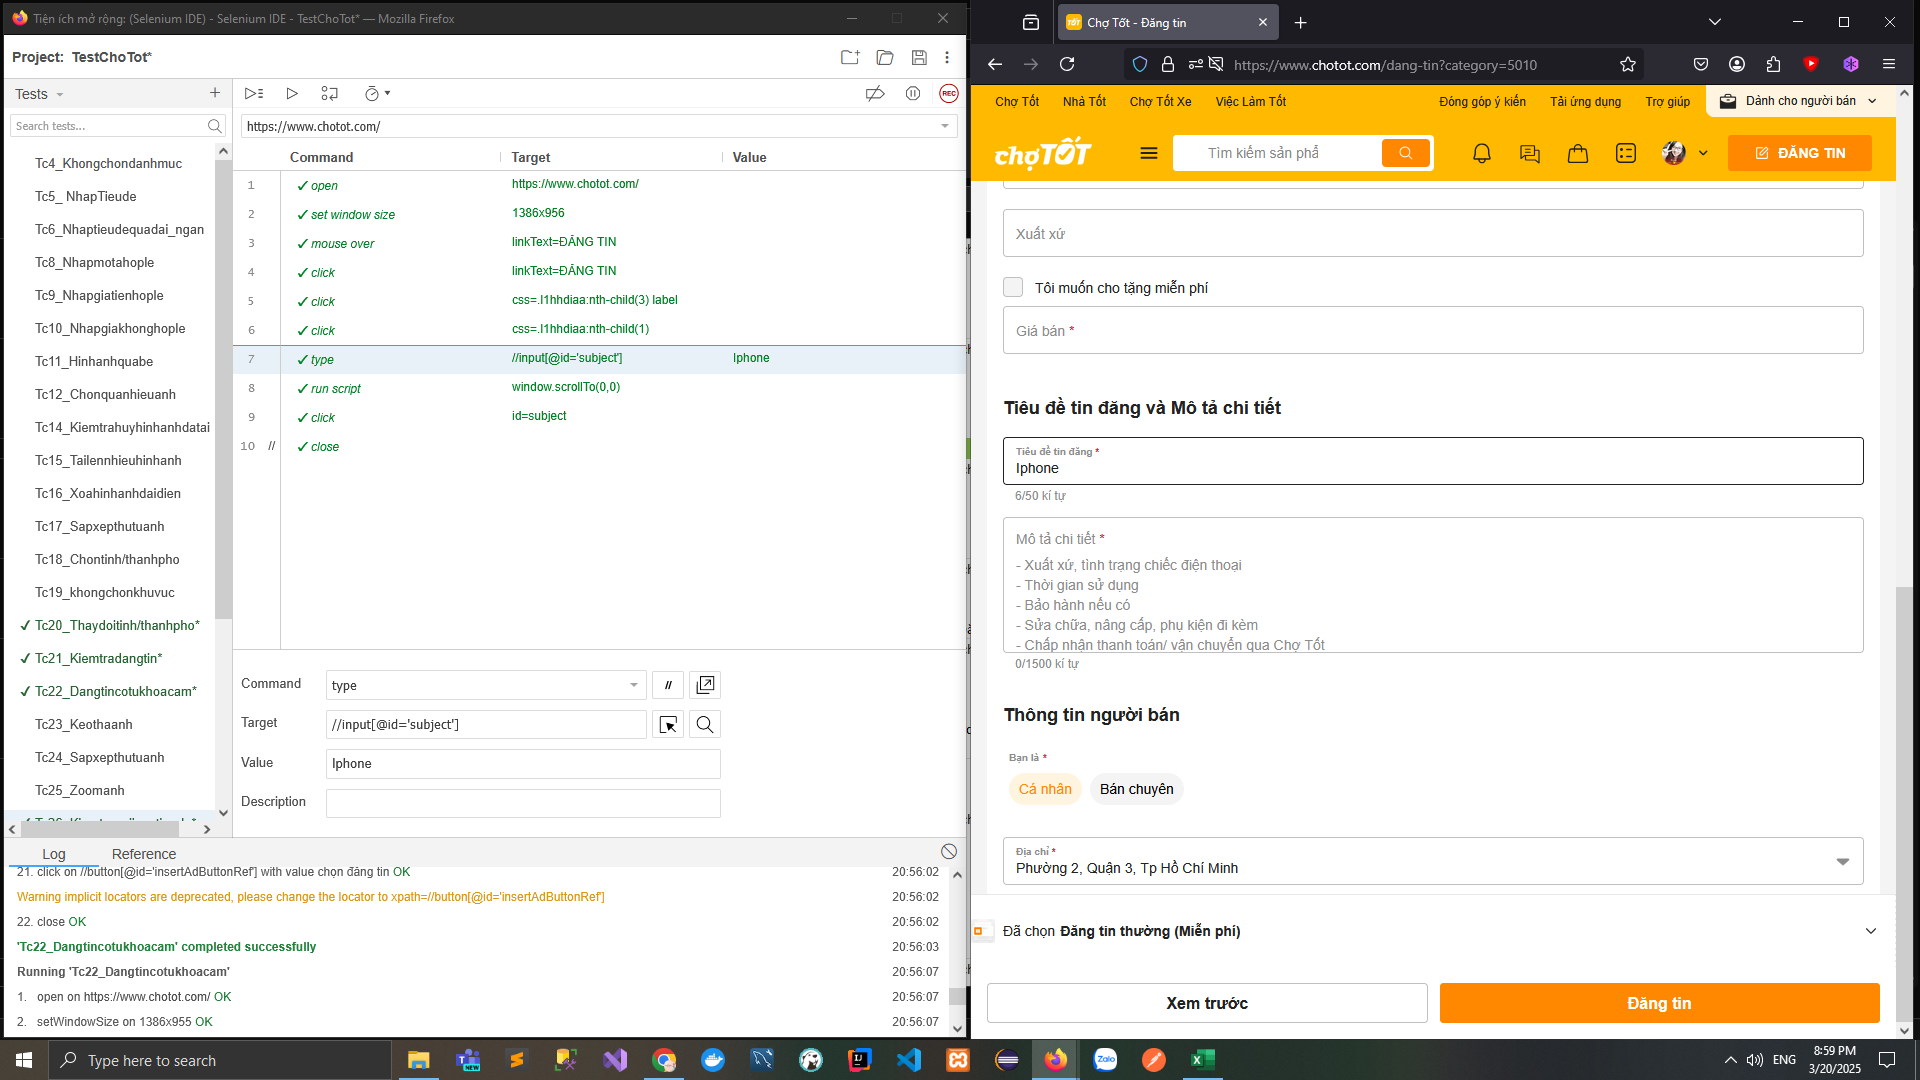 Tiện ích mở rộng: (Selenium IDE) - Selenium IDE - TestChoTot* — Mozilla Firefox
Project: TestChoTot*
Tests
Search tests...
Tc4_Khongchondanhmuc
Tc5_ NhapTieude
Tc6_Nhaptieudequadai_ngan
Tc8_Nhapmotahople
Tc9_Nhapgiatienhople
Tc10_Nhapgiakhonghople
Tc11_Hinhanhquabe
Tc12_Chonquanhieuanh
Tc14_Kiemtrahuyhinhanhdatai
Tc15_Tailennhieuhinhanh
Tc16_Xoahinhanhdaidien
Tc17_Sapxepthutuanh
Tc18_Chontinh/thanhpho
Tc19_khongchonkhuvuc
Tc20_Thaydoitinh/thanhpho*
Tc21_Kiemtradangtin*
Tc22_Dangtincotukhoacam*
Tc23_Keothaanh
Tc24_Sapxepthutuanh
Tc25_Zoomanh
REC
https://www.chotot.com/
Command Target Value
1 ✓ open https://www.chotot.com/
2 ✓ set window size 1386x956
3 ✓ mouse over linkText=ĐĂNG TIN
4 ✓ click linkText=ĐĂNG TIN
5 ✓ click css=.l1hhdiaa:nth-child(3) label
6 ✓ click css=.l1hhdiaa:nth-child(1)
7 ✓ type //input[@id='subject'] Iphone
8 ✓ run script window.scrollTo(0,0)
9 ✓ click id=subject
10 // ✓ close
Command type //
Target //input[@id='subject']
Value Iphone
Description
Log Reference
21. click on //button[@id='insertAdButtonRef'] with value chọn đăng tin OK 20:56:02
Warning implicit locators are deprecated, please change the locator to xpath=//button[@id='insertAdButtonRef'] 20:56:02
22. close OK 20:56:02
'Tc22_Dangtincotukhoacam' completed successfully 20:56:03
Running 'Tc22_Dangtincotukhoacam' 20:56:07
1. open on https://www.chotot.com/ OK 20:56:07
2. setWindowSize on 1386x955 OK 20:56:07
Chợ Tốt - Đăng tin
https://www.chotot.com/dang-tin?category=5010
Chợ Tốt Nhà Tốt Chợ Tốt Xe Việc Làm Tốt Đóng góp ý kiến Tải ứng dụng Trợ giúp Dành cho người bán
chợTỐT Tìm kiếm sản phẩ ĐĂNG TIN
Xuất xứ
Tôi muốn cho tặng miễn phí
Giá bán *
Tiêu đề tin đăng và Mô tả chi tiết
Tiêu đề tin đăng *
Iphone
6/50 kí tự
Mô tả chi tiết *
- Xuất xứ, tình trạng chiếc điện thoại
- Thời gian sử dụng
- Bảo hành nếu có
- Sửa chữa, nâng cấp, phụ kiện đi kèm
- Chấp nhận thanh toán/ vận chuyển qua Chợ Tốt
0/1500 kí tự
Thông tin người bán
Bạn là *
Cá nhân Bán chuyên
Địa chỉ *
Phường 2, Quận 3, Tp Hồ Chí Minh
Đã chọn Đăng tin thường (Miễn phí)
Xem trước Đăng tin
Type here to search
ENG
8:59 PM
3/20/2025